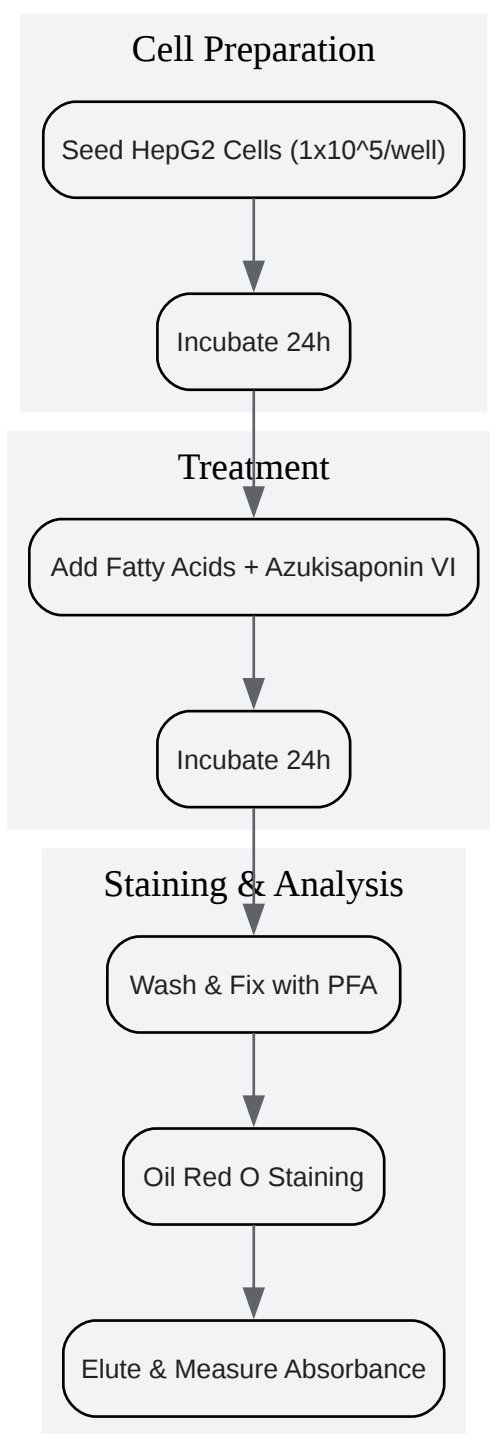 Cell Preparation
Seed HepG2 Cells (1x10^5/well)
Incubate 24h
Treatment
Add Fatty Acids + Azukisaponin VI
Incubate 24h
Staining & Analysis
Wash & Fix with PFA
Oil Red O Staining
Elute & Measure Absorbance